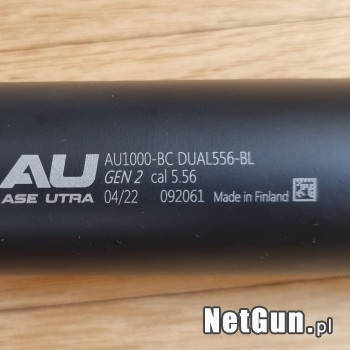 AU
ASE UTRA
AU1000-BC DUAL556-BL
GEN 2 cal 5.56
04/22 092061 Made in Finland
NetGun.pl